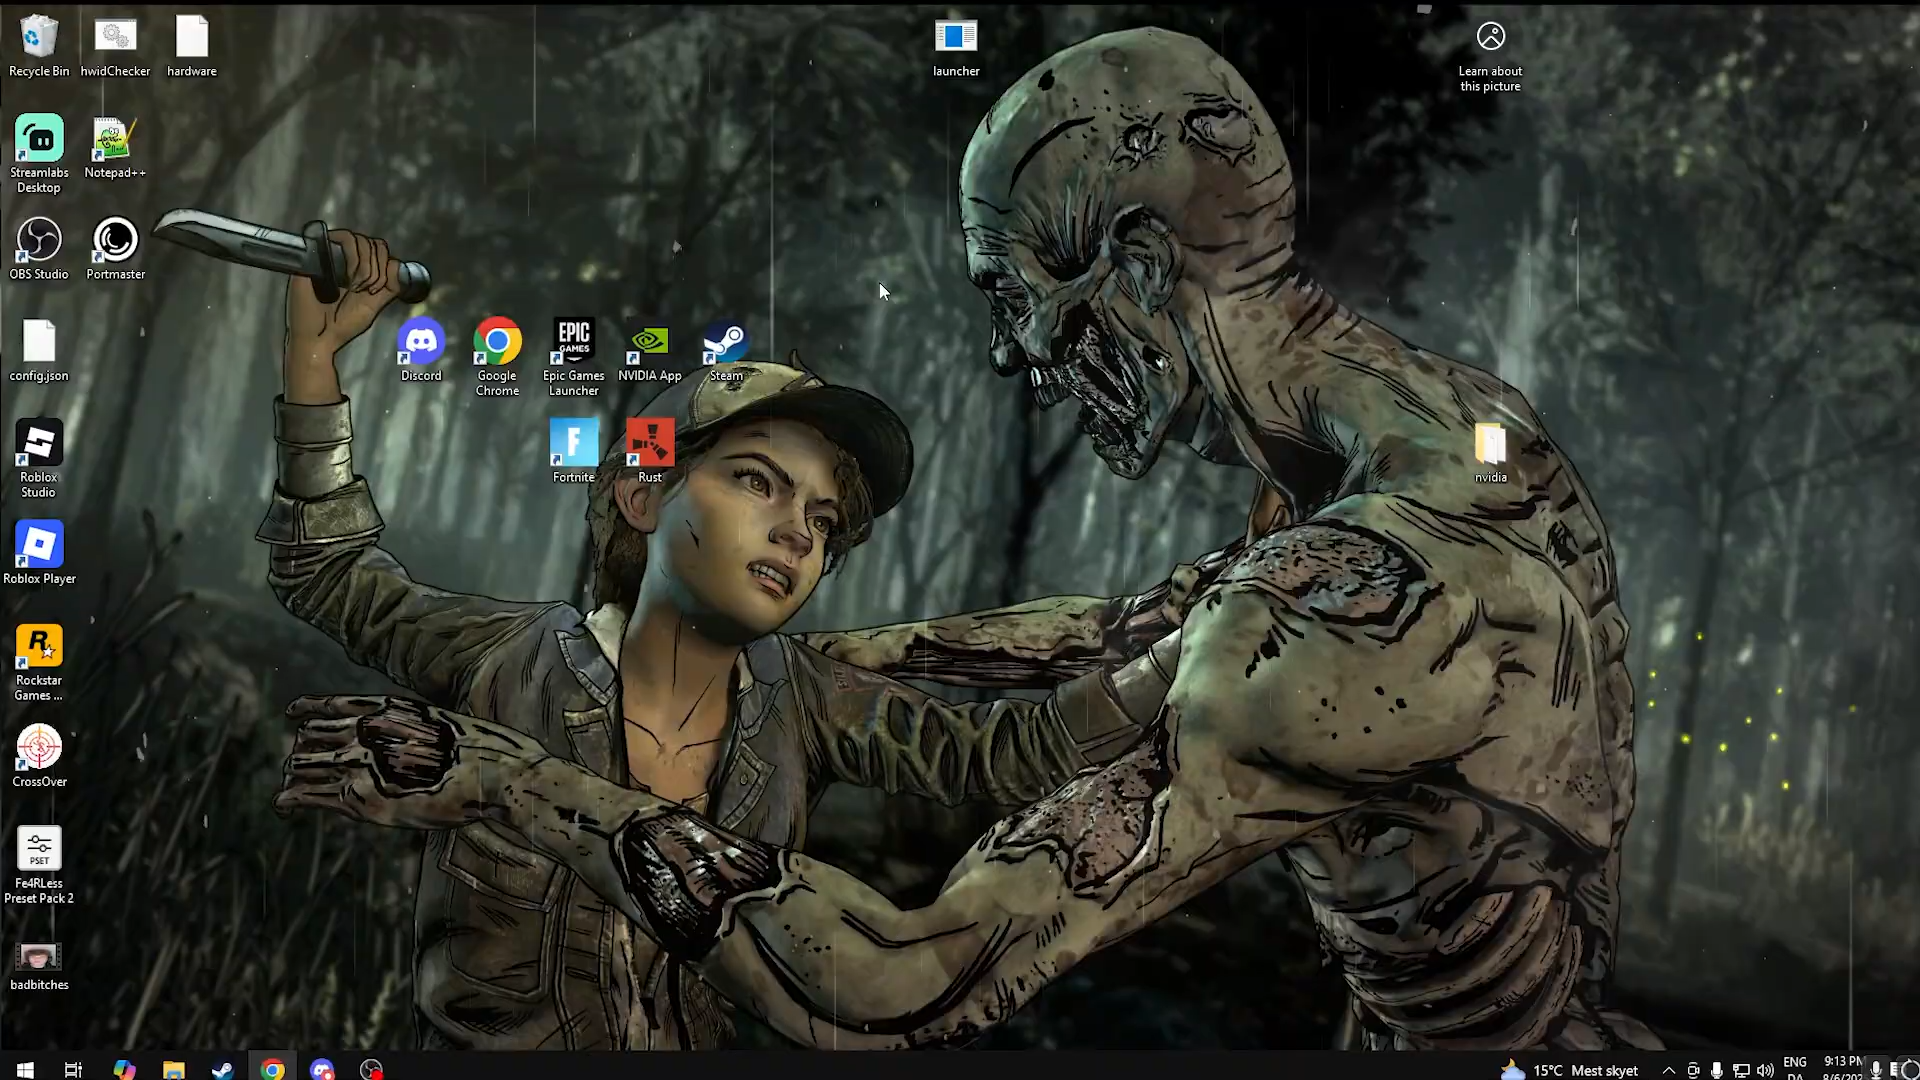 Recycle Bin
hwidChecker
hardware
launcher
Learn about
this picture
Streamlabs
Desktop
Notepad++
OBS Studio
Portmaster
config.json
Discord
Google
Chrome
EPIC
GAMES
Epic Games
Launcher
NVIDIA App
Steam
F
Fortnite
Rust
nvidia
Roblox
Studio
Roblox Player
R
Rockstar
Games ...
CrossOver
PSET
Fe4RLess
Preset Pack 2
badbitches
15°C Mest skyet
ENG
DA
9:13 PM